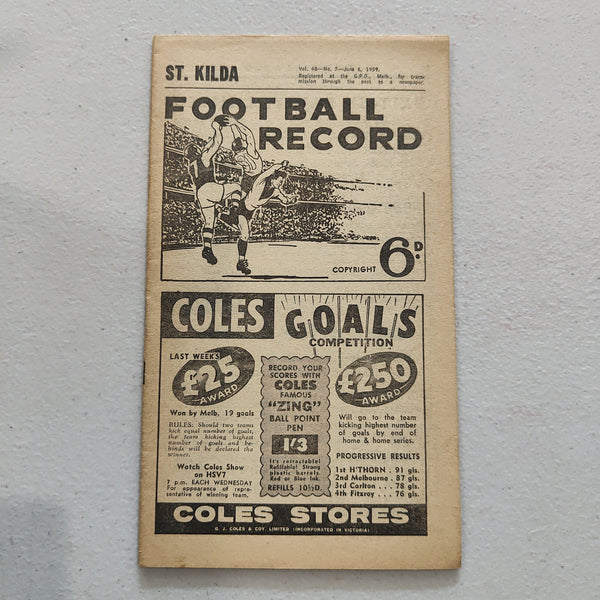 ST. KILDA
Vol. 48—No. 7—June 6, 1959.
Registered at the G.P.O., Melb., for trans-
mission through the post as a newspaper.
FOOTBALL
RECORD
6D.
COPYRIGHT
COLES GOALS
COMPETITION
LAST WEEKS
£25
AWARD
Won by Melb. 19 goals
RULES: Should two teams
kick equal number of goals;
the team kicking highest
number of goals and be-
hinds will be declared the
winner.
Watch Coles Show
on HSV7
7 p.m. EACH WEDNESDAY
For appearance of repre-
sentative of winning team.
RECORD YOUR
SCORES WITH
COLES
FAMOUS
"ZING"
BALL POINT
PEN
1/3
It's retractable!
Refillable! Strong
plastic barrels.
Red or Blue Ink.
REFILLS 10½D.
£250
AWARD
Will go to the team
kicking highest number
of goals by end of
home & home series.
PROGRESSIVE RESULTS
1st H'THORN . 91 gls.
2nd Melbourne . 87 gls.
3rd Carlton . . . 78 gls.
4th Fitzroy . . . 76 gls.
COLES STORES
G. J. COLES & COY. LIMITED (INCORPORATED IN VICTORIA)